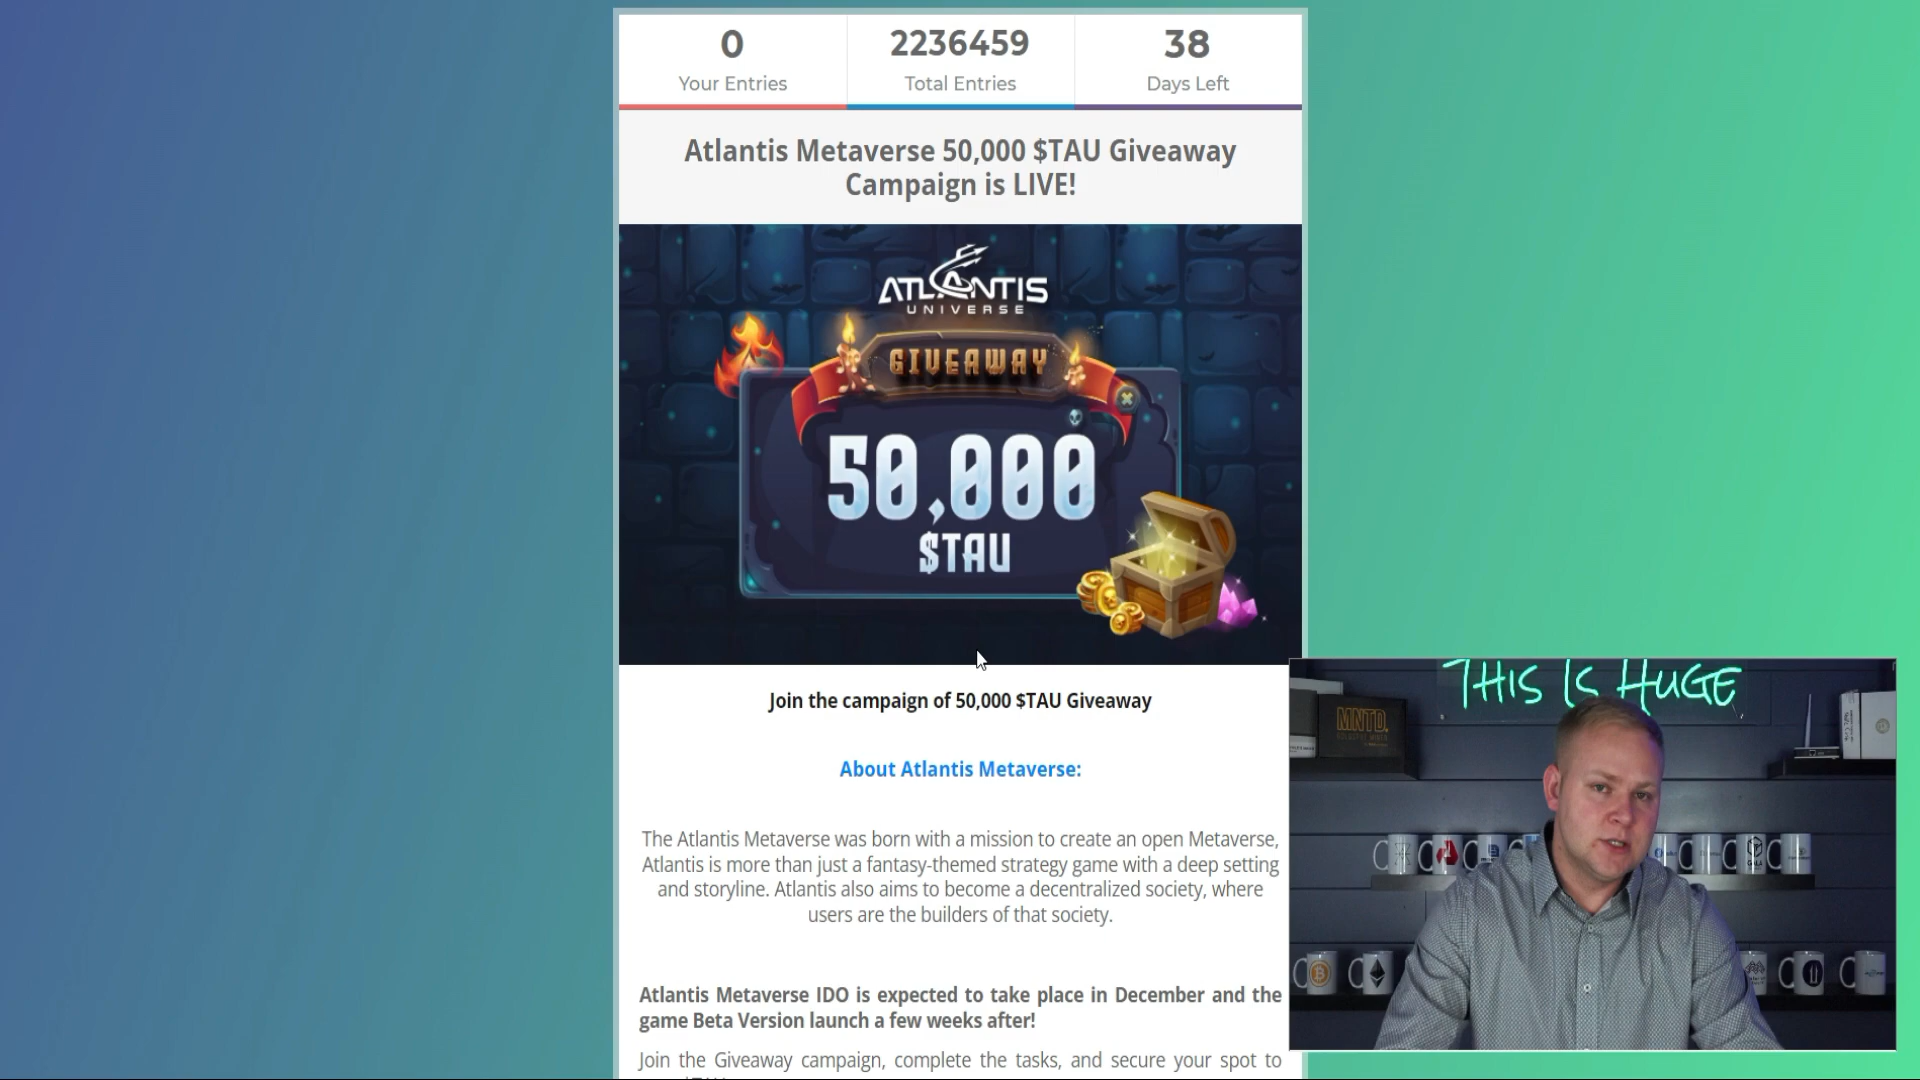 0
Your Entries
2236459
Total Entries
38
Days Left
Atlantis Metaverse 50,000 $TAU Giveaway
Campaign is LIVE!
ATLANTIS
UNIVERSE
GIVEAWAY
50,000
$TAU
Join the campaign of 50,000 $TAU Giveaway
About Atlantis Metaverse:
The Atlantis Metaverse was born with a mission to create an open Metaverse,
Atlantis is more than just a fantasy-themed strategy game with a deep setting
and storyline. Atlantis also aims to become a decentralized society, where
users are the builders of that society.
Atlantis Metaverse IDO is expected to take place in December and the
game Beta Version launch a few weeks after!
Join the Giveaway campaign, complete the tasks, and secure your spot to
THIS IS HUGE
MNTD.